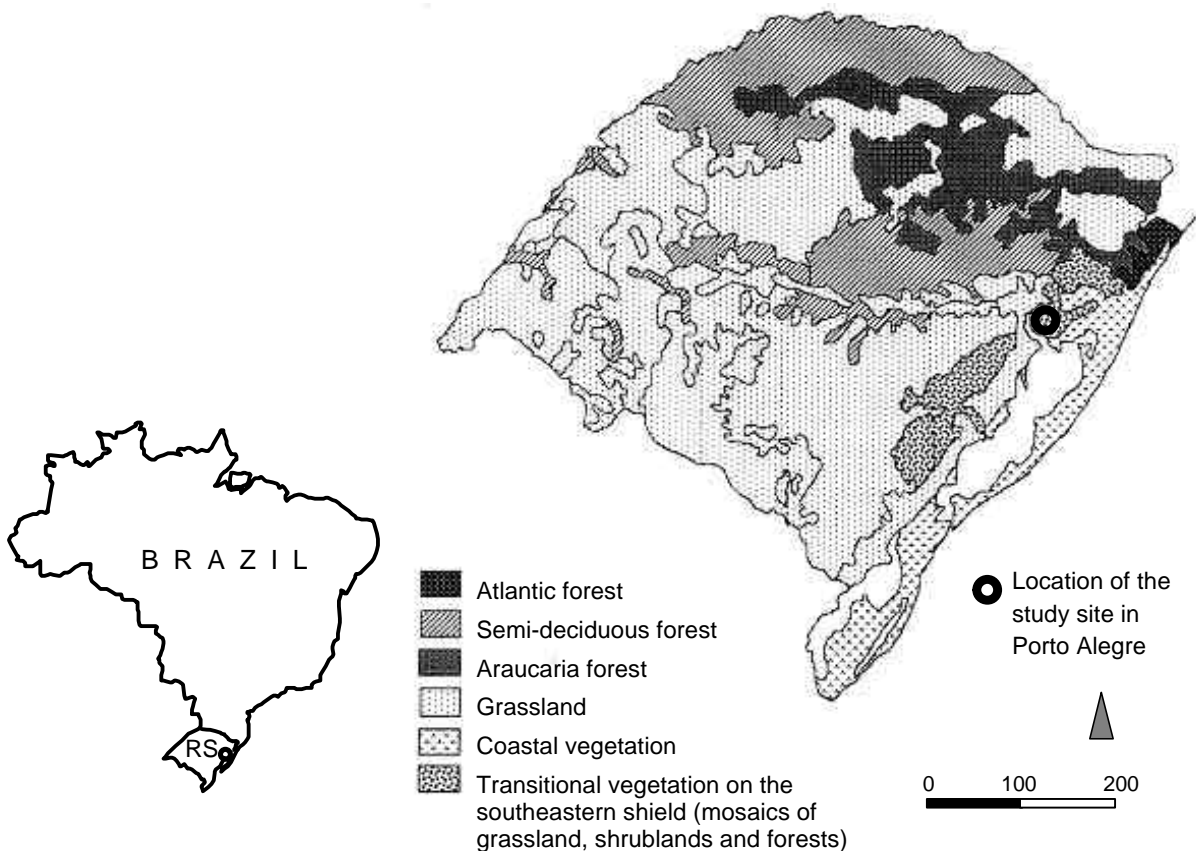 B R A Z I L
RS
Atlantic forest
Semi-deciduous forest
Araucaria forest
Grassland
Coastal vegetation
Transitional vegetation on the
southeastern shield (mosaics of
grassland, shrublands and forests)
Location of the
study site in
Porto Alegre
0 100 200